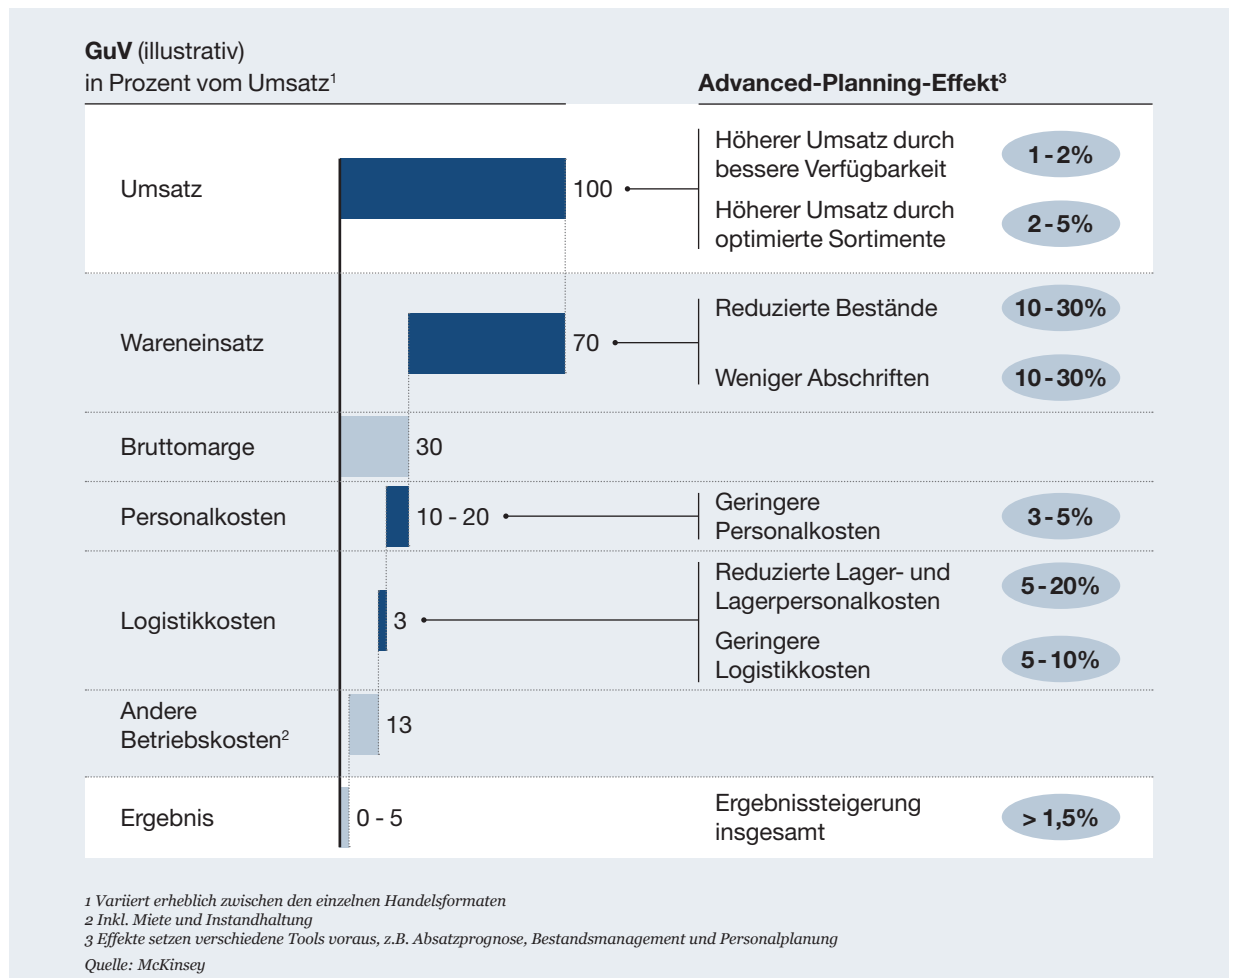 GuV (illustrativ)
in Prozent vom Umsatz¹
Advanced-Planning-Effekt³
Umsatz
100
Höherer Umsatz durch
bessere Verfügbarkeit
1 - 2%
Höherer Umsatz durch
optimierte Sortimente
2 - 5%
Wareneinsatz
70
Reduzierte Bestände
10 - 30%
Weniger Abschriften
10 - 30%
Bruttomarge
30
Personalkosten
10 - 20
Geringere
Personalkosten
3 - 5%
Logistikkosten
3
Reduzierte Lager- und
Lagerpersonalkosten
5 - 20%
Geringere
Logistikkosten
5 - 10%
Andere
Betriebskosten²
13
Ergebnis
0 - 5
Ergebnissteigerung
insgesamt
> 1,5%
1 Variiert erheblich zwischen den einzelnen Handelsformaten
2 Inkl. Miete und Instandhaltung
3 Effekte setzen verschiedene Tools voraus, z.B. Absatzprognose, Bestandsmanagement und Personalplanung
Quelle: McKinsey